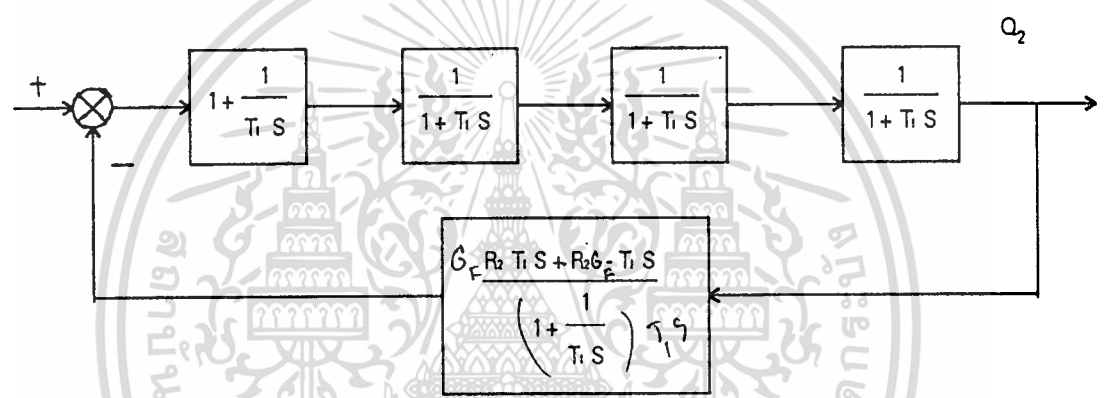 Q₂
+
1 + 1 / T₁ S
1 / 1 + T₁ S
1 / 1 + T₁ S
1 / 1 + T₁ S
−
G_F R₂ T₁ S + R₂ G_F T₁ S / ( 1 + 1 / T₁ S ) T₁ S